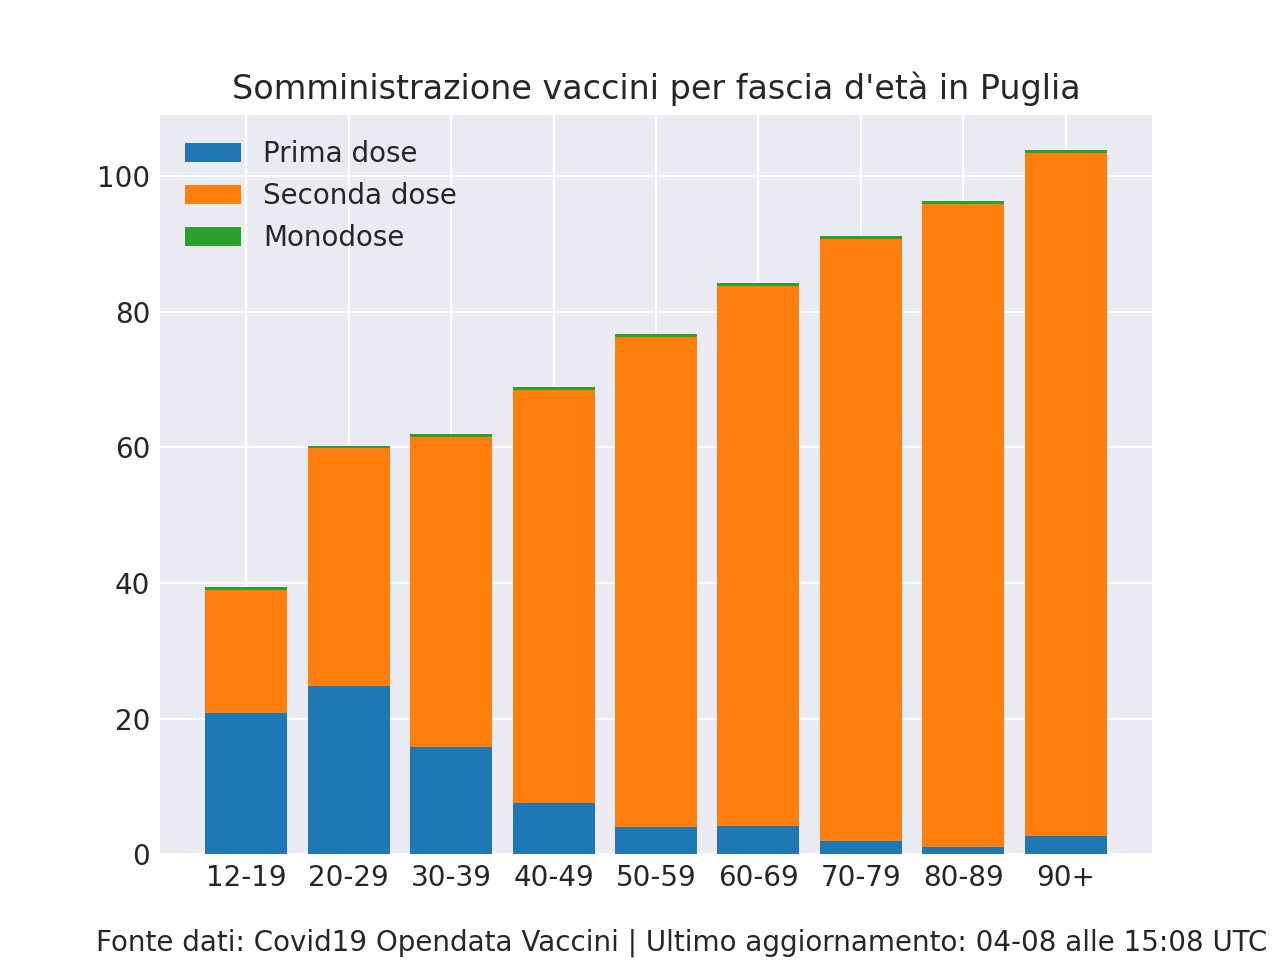 Somministrazione vaccini per fascia d'età in Puglia
Prima dose
Seconda dose
Monodose
100
80
60
40
20
0
12-19 20-29 30-39 40-49 50-59 60-69 70-79 80-89 90+
Fonte dati: Covid19 Opendata Vaccini | Ultimo aggiornamento: 04-08 alle 15:08 UTC